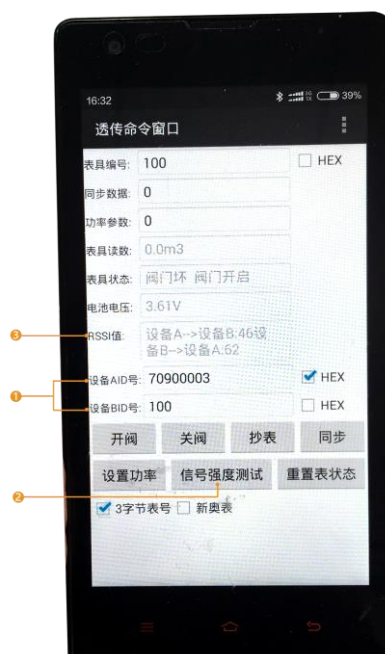 16:32 39%
透传命令窗口
表具编号: 100 HEX
同步数据: 0
功率参数: 0
表具读数: 0.0m3
表具状态: 阀门坏 阀门开启
电池电压: 3.61V
3 RSSI值: 设备A-->设备B:46设
备B-->设备A:62
设备AID号: 70900003 HEX
1
设备BID号: 100 HEX
开阀 关阀 抄表 同步
设置功率 信号强度测试 重置表状态
2
3字节表号 新奥表